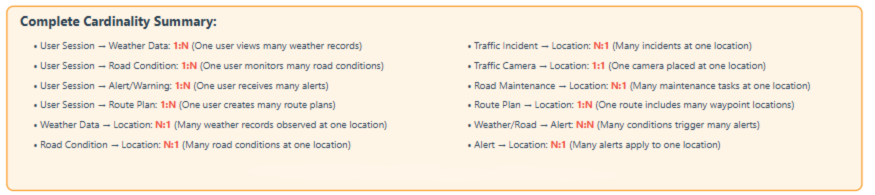 Complete Cardinality Summary:
• User Session → Weather Data: 1:N (One user views many weather records)
• User Session → Road Condition: 1:N (One user monitors many road conditions)
• User Session → Alert/Warning: 1:N (One user receives many alerts)
• User Session → Route Plan: 1:N (One user creates many route plans)
• Weather Data → Location: N:1 (Many weather records observed at one location)
• Road Condition → Location: N:1 (Many road conditions at one location)
• Traffic Incident → Location: N:1 (Many incidents at one location)
• Traffic Camera → Location: 1:1 (One camera placed at one location)
• Road Maintenance → Location: N:1 (Many maintenance tasks at one location)
• Route Plan → Location: 1:N (One route includes many waypoint locations)
• Weather/Road → Alert: N:N (Many conditions trigger many alerts)
• Alert → Location: N:1 (Many alerts apply to one location)